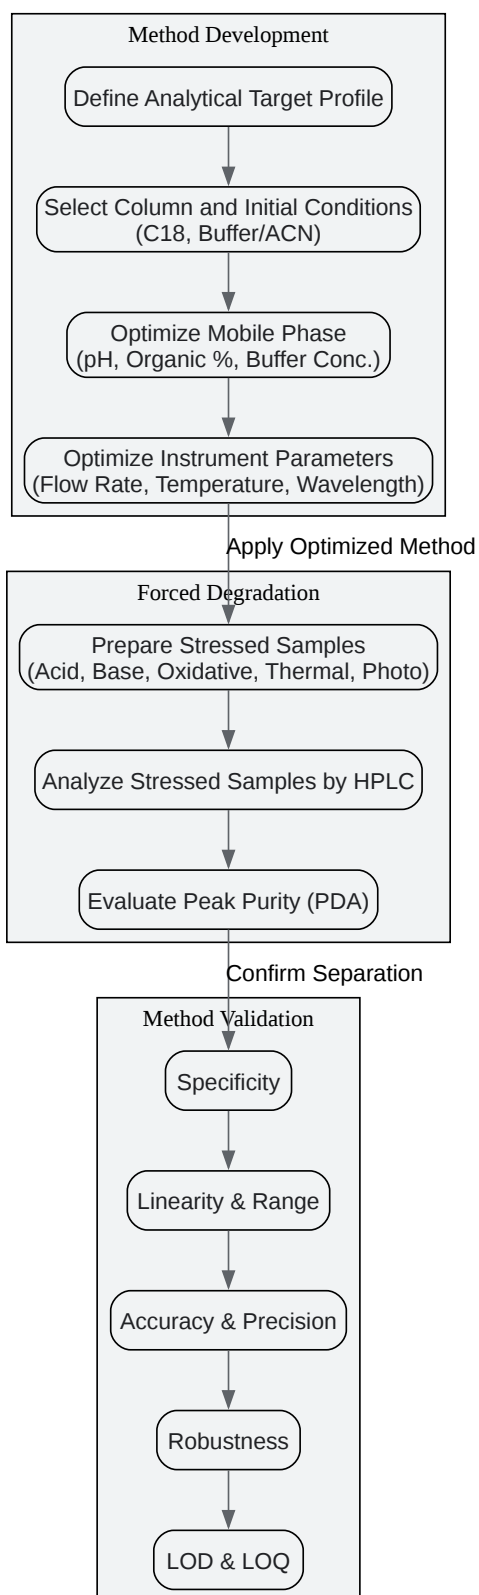 Method Development
Define Analytical Target Profile
Select Column and Initial Conditions
(C18, Buffer/ACN)
Optimize Mobile Phase
(pH, Organic %, Buffer Conc.)
Optimize Instrument Parameters
(Flow Rate, Temperature, Wavelength)
Apply Optimized Method
Forced Degradation
Prepare Stressed Samples
(Acid, Base, Oxidative, Thermal, Photo)
Analyze Stressed Samples by HPLC
Evaluate Peak Purity (PDA)
Confirm Separation
Method Validation
Specificity
Linearity & Range
Accuracy & Precision
Robustness
LOD & LOQ